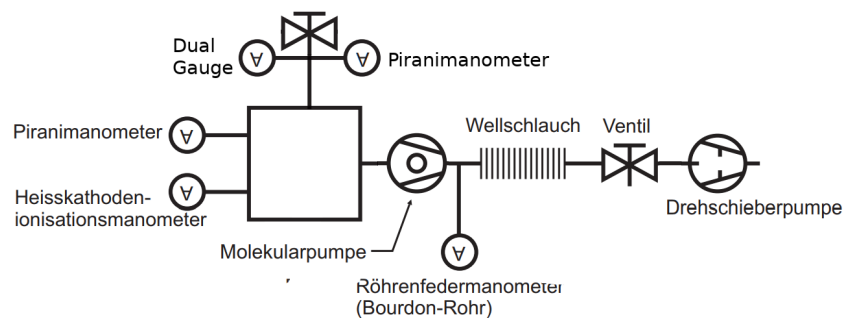 Dual
Gauge
Piranimanometer
Piranimanometer
Wellschlauch
Ventil
Heisskathoden-
ionisationsmanometer
Drehschieberpumpe
Molekularpumpe
Röhrenfedermanometer
(Bourdon-Rohr)